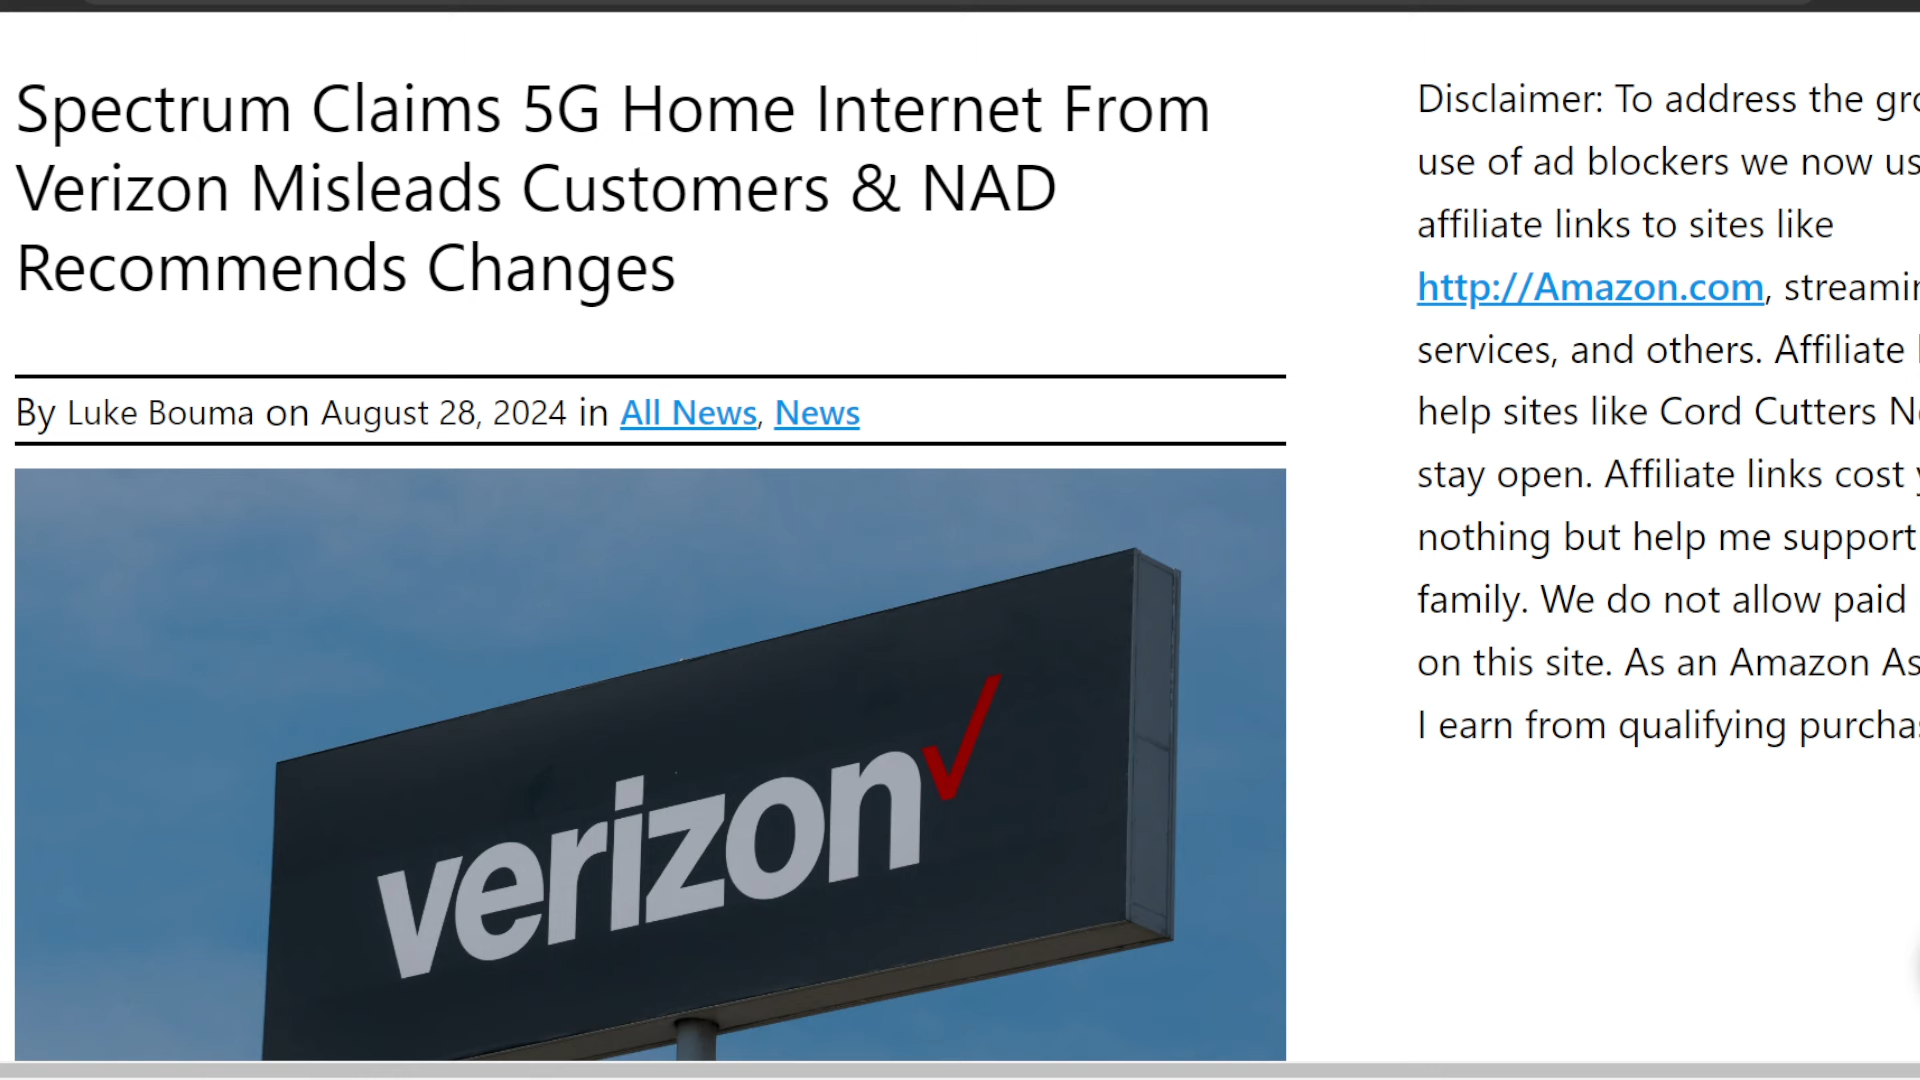 Spectrum Claims 5G Home Internet From
Verizon Misleads Customers & NAD
Recommends Changes
By Luke Bouma on August 28, 2024 in All News, News
verizon
Disclaimer: To address the
use of ad blockers we now
affiliate links to sites like
http://Amazon.com,
services, and others. Affiliate
help sites like Cord Cutters
stay open. Affiliate links cost
nothing but help me support
family. We do not allow paid
on this site. As an Amazon
I earn from qualifying